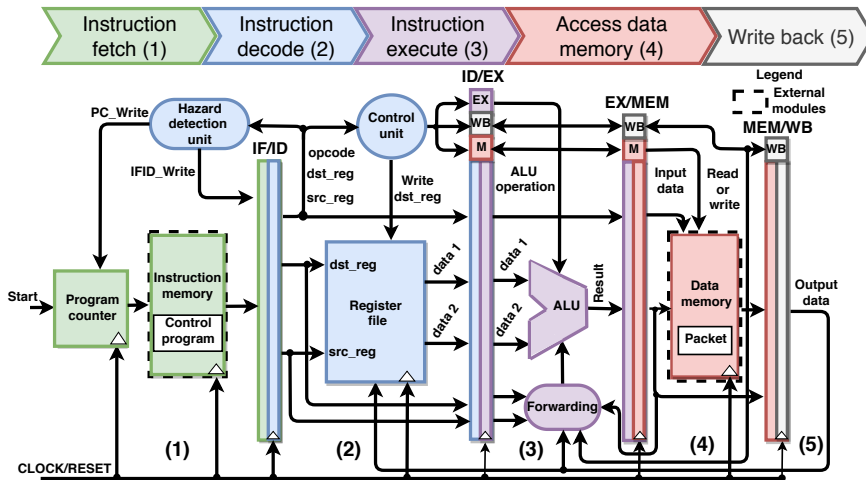 Instruction
fetch (1)
Instruction
decode (2)
Instruction
execute (3)
Access data
memory (4)
Write back (5)
Legend
External
modules
ID/EX
EX/MEM
MEM/WB
PC_Write
Hazard
detection
unit
Control
unit
EX
WB
M
WB
M
WB
IFID_Write
IF/ID
opcode
dst_reg
src_reg
Write
dst_reg
ALU
operation
Input
data
Read
or
write
Start
Program
counter
Instruction
memory
Control
program
dst_reg
Register
file
src_reg
data 1
data 2
data 1
data 2
ALU
Result
Data
memory
Packet
Output
data
Forwarding
(1)
(2)
(3)
(4)
(5)
CLOCK/RESET